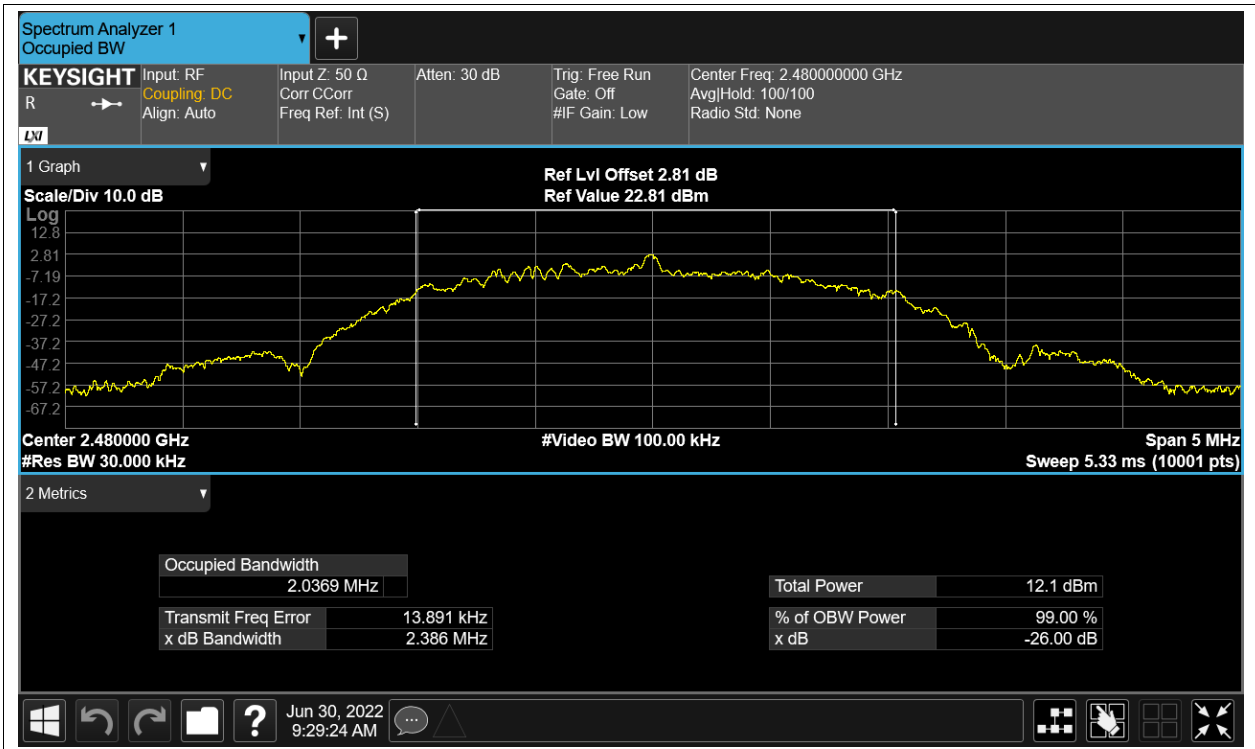 Spectrum Analyzer 1
Occupied BW
KEYSIGHT
R
LXI
Input: RF
Coupling: DC
Align: Auto
Input Z: 50 Ω
Corr CCorr
Freq Ref: Int (S)
Atten: 30 dB
Trig: Free Run
Gate: Off
#IF Gain: Low
Center Freq: 2.480000000 GHz
Avg|Hold: 100/100
Radio Std: None
1 Graph
Scale/Div 10.0 dB
Ref Lvl Offset 2.81 dB
Ref Value 22.81 dBm
Log
12.8
2.81
-7.19
-17.2
-27.2
-37.2
-47.2
-57.2
-67.2
Center 2.480000 GHz
#Res BW 30.000 kHz
#Video BW 100.00 kHz
Span 5 MHz
Sweep 5.33 ms (10001 pts)
2 Metrics
Occupied Bandwidth
2.0369 MHz
Transmit Freq Error 13.891 kHz
x dB Bandwidth 2.386 MHz
Total Power 12.1 dBm
% of OBW Power 99.00 %
x dB -26.00 dB
?
Jun 30, 2022
9:29:24 AM